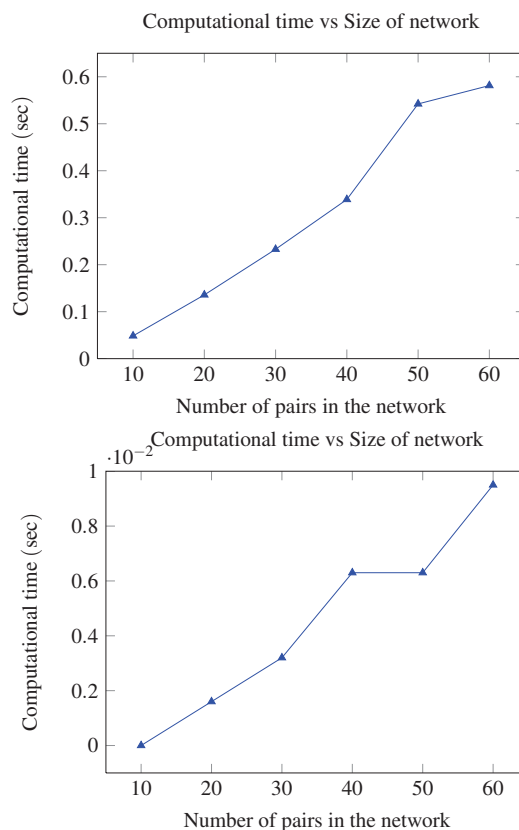 Computational time vs Size of network
Computational time (sec)
0.6
0.5
0.4
0.3
0.2
0.1
0
10 20 30 40 50 60
Number of pairs in the network
Computational time vs Size of network
·10⁻²
Computational time (sec)
1
0.8
0.6
0.4
0.2
0
10 20 30 40 50 60
Number of pairs in the network